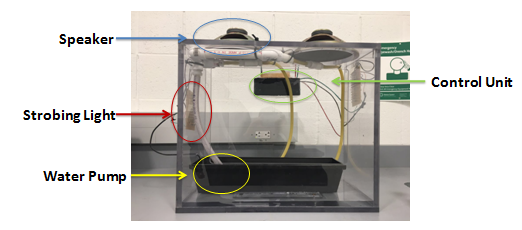 Speaker
Control Unit
Strobing Light
Water Pump